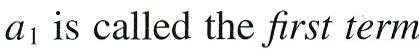 a₁ is called the first term